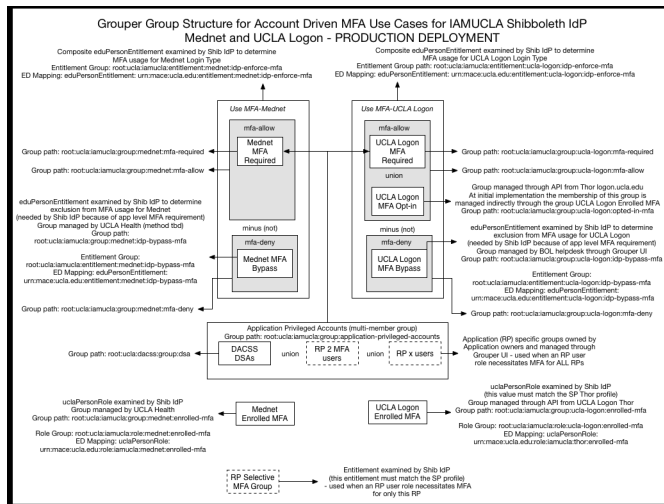 Grouper Group Structure for Account Driven MFA Use Cases for IAMUCLA Shibboleth IdP
Mednet and UCLA Logon - PRODUCTION DEPLOYMENT
Composite eduPersonEntitlement examined by Shib IdP to determine
MFA usage for Mednet Login Type
Entitlement Group: root:ucla:iamucla:entitlement:mednet:idp-enforce-mfa
ED Mapping: eduPersonEntitlement: urn:mace:ucla.edu:entitlement:mednet:idp-enforce-mfa
Composite eduPersonEntitlement examined by Shib IdP to determine
MFA usage for UCLA Logon Login Type
Entitlement Group path: root:ucla:iamucla:entitlement:ucla-logon:idp-enforce-mfa
ED Mapping: eduPersonEntitlement: urn:mace:ucla.edu:entitlement:ucla-logon:idp-enforce-mfa
Use MFA-Mednet
mfa-allow
Mednet
MFA
Required
Group path: root:ucla:iamucla:group:mednet:mfa-required
Group path: root:ucla:iamucla:group:mednet:mfa-allow
minus (not)
mfa-deny
Mednet MFA
Bypass
eduPersonEntitlement examined by Shib IdP to determine
exclusion from MFA usage for Mednet
(needed by Shib IdP because of app level MFA requirement)
Group managed by UCLA Health (method tbd)
Group path:
root:ucla:iamucla:group:mednet:idp-bypass-mfa
Entitlement Group:
root:ucla:iamucla:entitlement:mednet:idp-bypass-mfa
ED Mapping: eduPersonEntitlement:
urn:mace:ucla.edu:entitlement:mednet:idp-bypass-mfa
Group path: root:ucla:iamucla:group:mednet:mfa-deny
Use MFA-UCLA Logon
mfa-allow
UCLA Logon
MFA
Required
union
UCLA Logon
MFA Opt-in
Group path: root:ucla:iamucla:group:ucla-logon:mfa-required
Group path: root:ucla:iamucla:group:ucla-logon:mfa-allow
Group managed through API from Thor logon.ucla.edu
At initial implementation the membership of this group is
managed indirectly through the group UCLA Logon Enrolled MFA
Group path: root:ucla:iamucla:group:ucla-logon:opted-in-mfa
minus (not)
mfa-deny
UCLA Logon
MFA Bypass
eduPersonEntitlement examined by Shib IdP to determine
exclusion from MFA usage for UCLA Logon
(needed by Shib IdP because of app level MFA requirement)
Group managed by BOL helpdesk through Grouper UI
Group path: root:ucla:iamucla:group:ucla-logon:idp-bypass-mfa
Entitlement Group:
root:ucla:iamucla:entitlement:ucla-logon:idp-bypass-mfa
ED Mapping: eduPersonEntitlement:
urn:mace:ucla.edu:entitlement:ucla-logon:idp-bypass-mfa
Group path: root:ucla:iamucla:group:ucla-logon:mfa-deny
Application Privileged Accounts (multi-member group)
Group path: root:ucla:iamucla:group:application-privileged-accounts
DACSS
DSAs
union
RP 2 MFA
users
union
RP x users
Group path: root:ucla:dacss:group:dsa
Application (RP) specific groups owned by
Application owners and managed through
Grouper UI - used when an RP user
role necessitates MFA for ALL RPs
uclaPersonRole examined by Shib IdP
Group managed by UCLA Health
Group path: root:ucla:iamucla:group:mednet:enrolled-mfa
Role Group: root:ucla:iamucla:role:mednet:enrolled-mfa
ED Mapping: uclaPersonRole:
urn:mace:ucla.edu:iamucla:role:mednet:enrolled-mfa
Mednet
Enrolled MFA
UCLA Logon
Enrolled MFA
uclaPersonRole examined by Shib IdP
(this value must match the SP Thor profile)
Group managed through API from UCLA Logon Thor
Group path: root:ucla:iamucla:group:ucla-logon:enrolled-mfa
Role Group: root:ucla:iamucla:role:ucla-logon:enrolled-mfa
ED Mapping: uclaPersonRole:
urn:mace:ucla.edu:role:iamucla:thor:enrolled-mfa
RP Selective
MFA Group
Entitlement examined by Shib IdP
(this entitlement must match the SP profile)
- used when an RP user role necessitates MFA
for only this RP